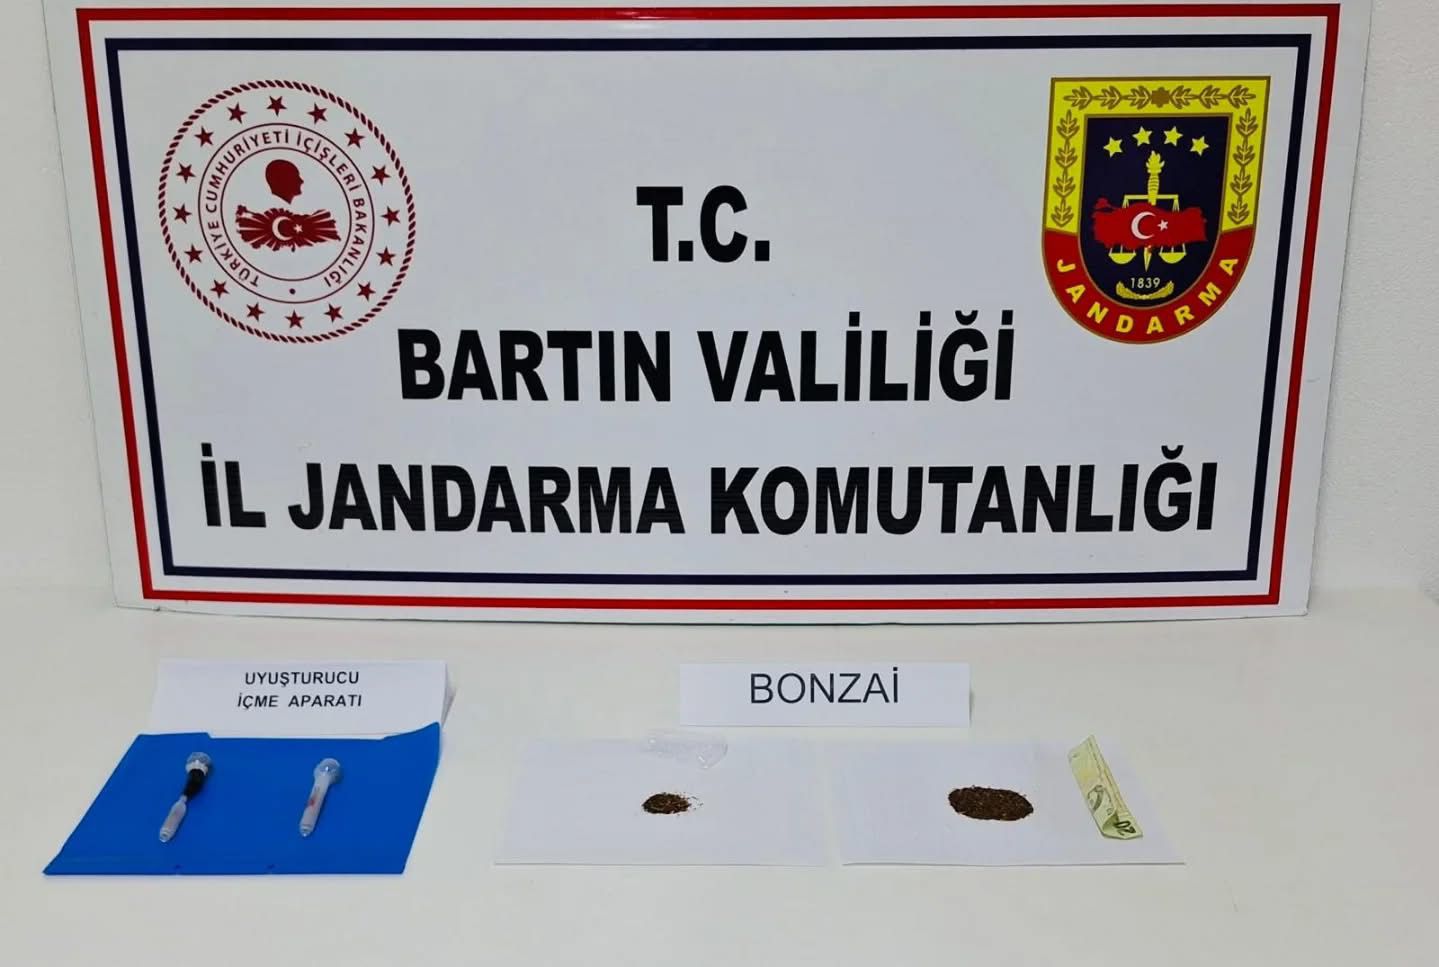 TÜRKİYE CUMHURİYETİ İÇİŞLERİ BAKANLIĞI
1839
JANDARMA
T.C.
BARTIN VALİLİĞİ
İL JANDARMA KOMUTANLIĞI
UYUŞTURUCU
İÇME APARATI
BONZAİ
20